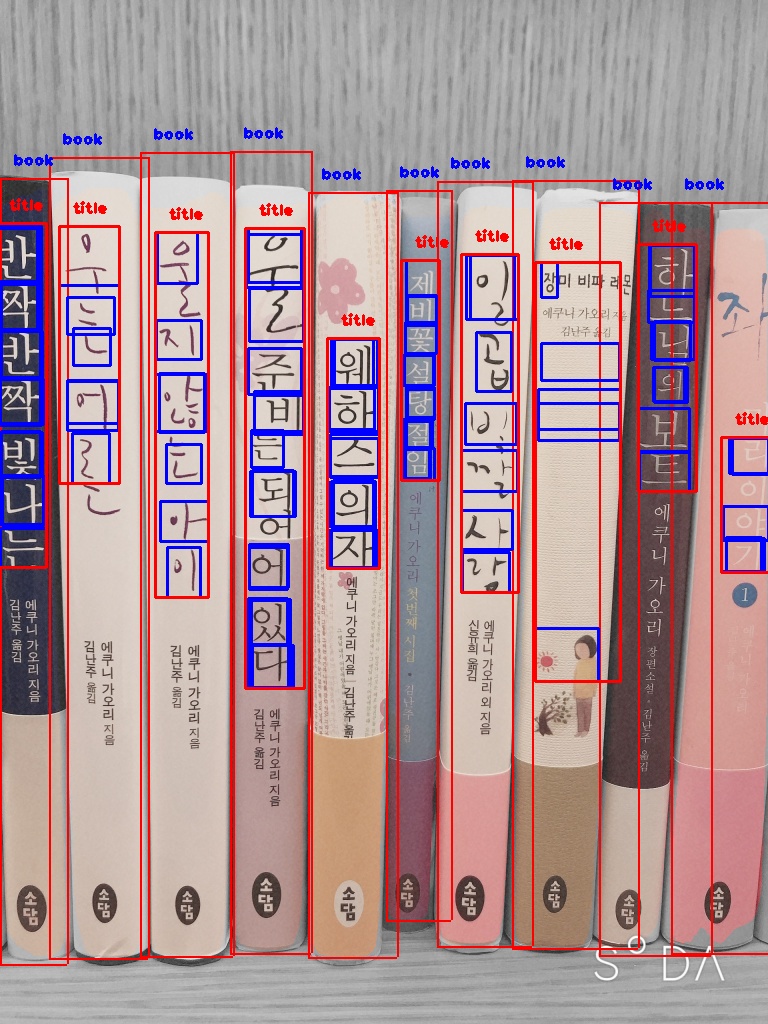 book
title
반짝반짝 빛나는
에쿠니 가오리 지음
김난주 옮김
소담
book
title
우는 어른
에쿠니 가오리 지음
김난주 옮김
소담
book
title
울지 않는 아이
에쿠니 가오리 지음
김난주 옮김
소담
book
title
울 준비는 되어 있다
에쿠니 가오리 지음
김난주 옮김
소담
book
title
웨하스 의자
에쿠니 가오리 지음 김난주 옮김
소담
book
title
제비꽃 설탕 절임
에쿠니 가오리 첫번째 시집 · 김난주 옮김
소담
book
title
일곱 빛깔 사랑
에쿠니 가오리 외 지음
신유희 옮김
소담
book
title
장미 비파 레몬
에쿠니 가오리 지음
김난주 옮김
소담
book
title
하느님의 보트
에쿠니 가오리 장편소설 · 김난주 옮김
소담
book
title
좌
이야기
1
소담
SODA